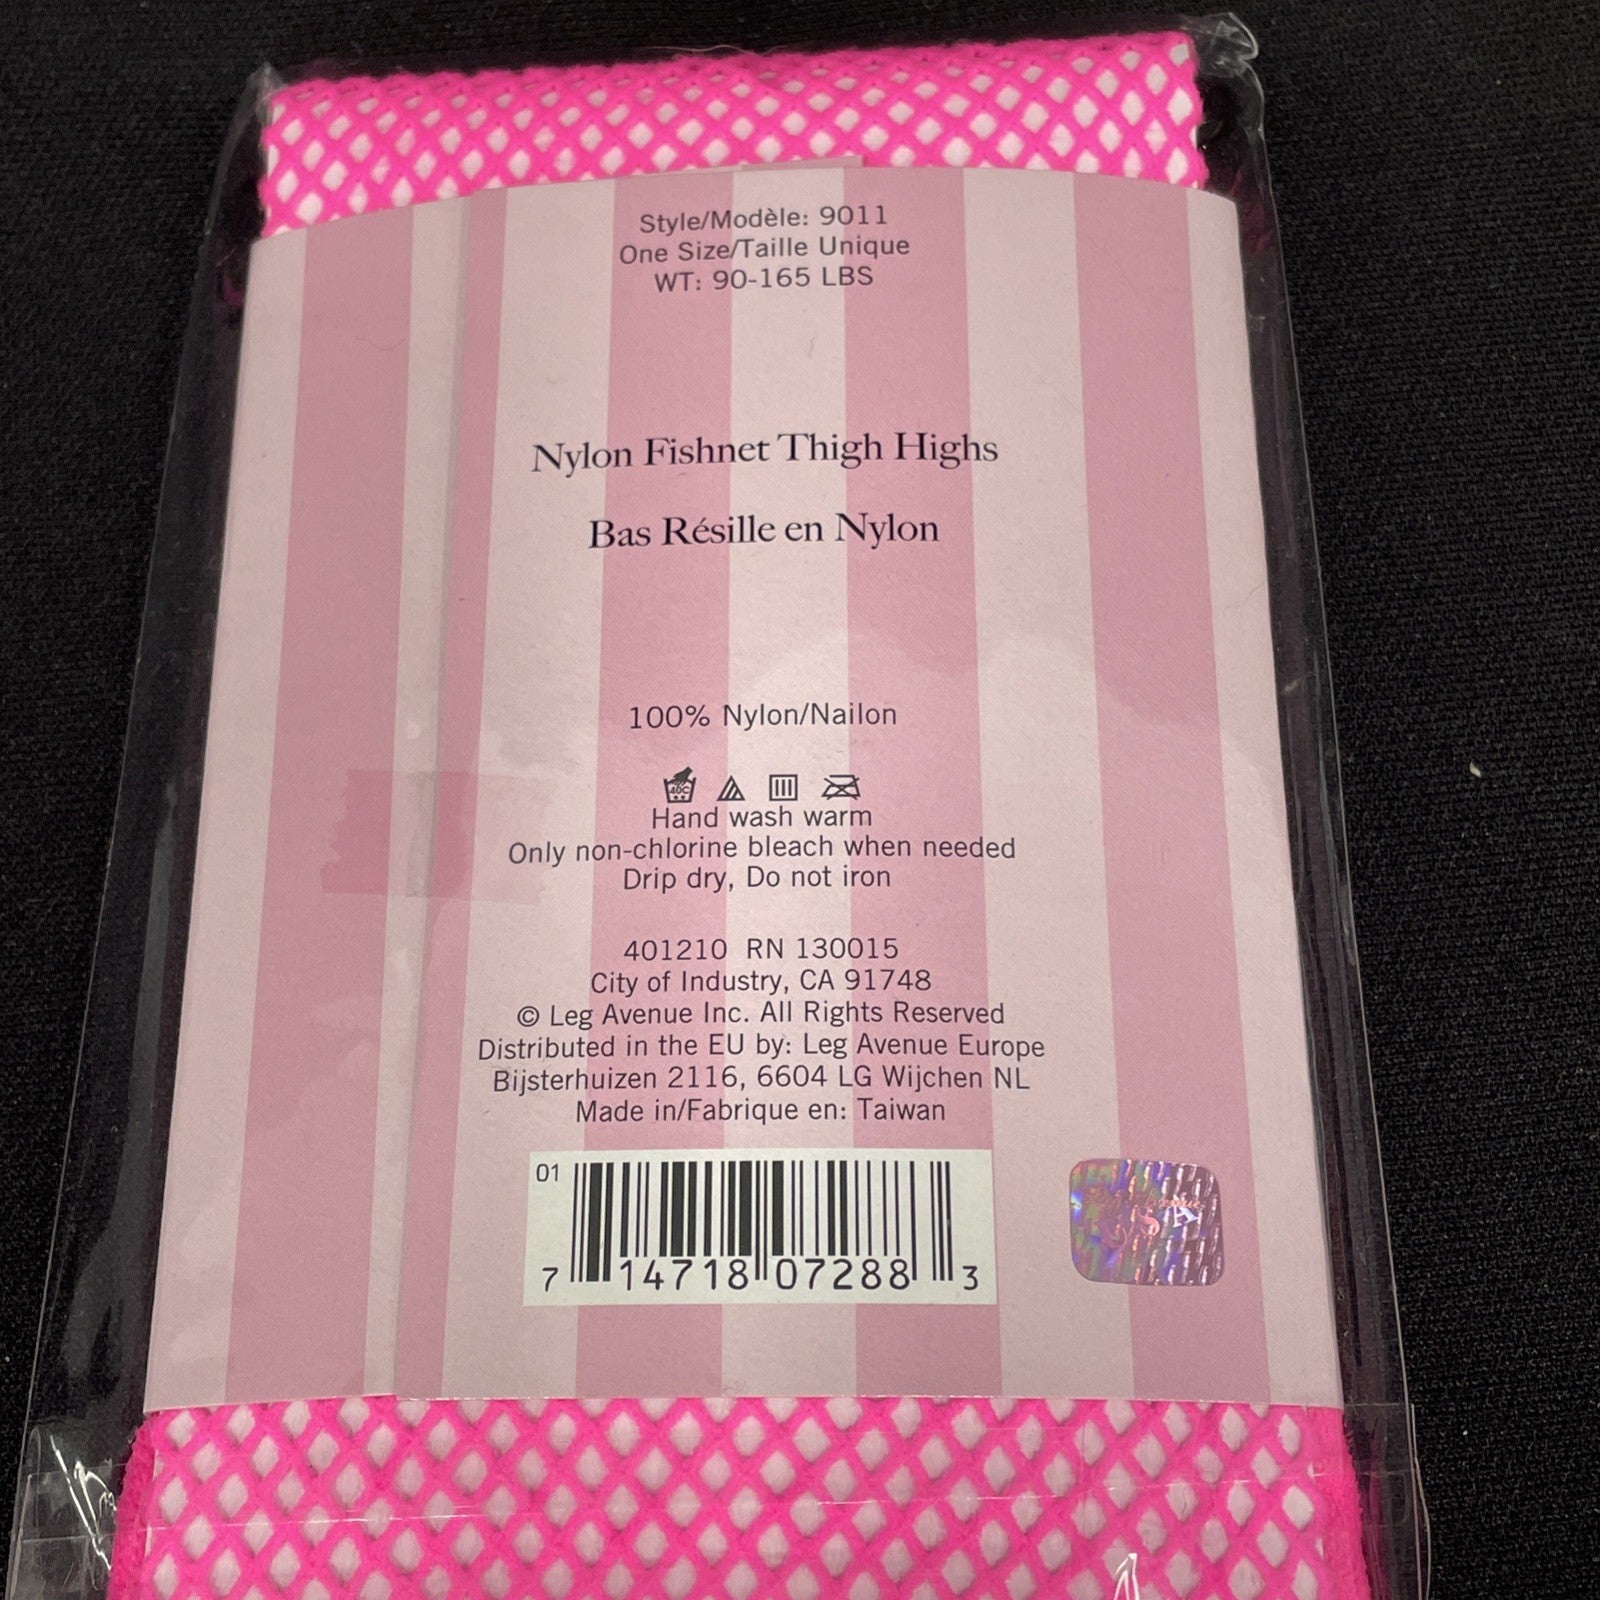 Style/Modèle: 9011
One Size/Taille Unique
WT: 90-165 LBS
Nylon Fishnet Thigh Highs
Bas Résille en Nylon
100% Nylon/Nailon
40C
Hand wash warm
Only non-chlorine bleach when needed
Drip dry, Do not iron
401210 RN 130015
City of Industry, CA 91748
© Leg Avenue Inc. All Rights Reserved
Distributed in the EU by: Leg Avenue Europe
Bijsterhuizen 2116, 6604 LG Wijchen NL
Made in/Fabrique en: Taiwan
01
7 14718 07288 3